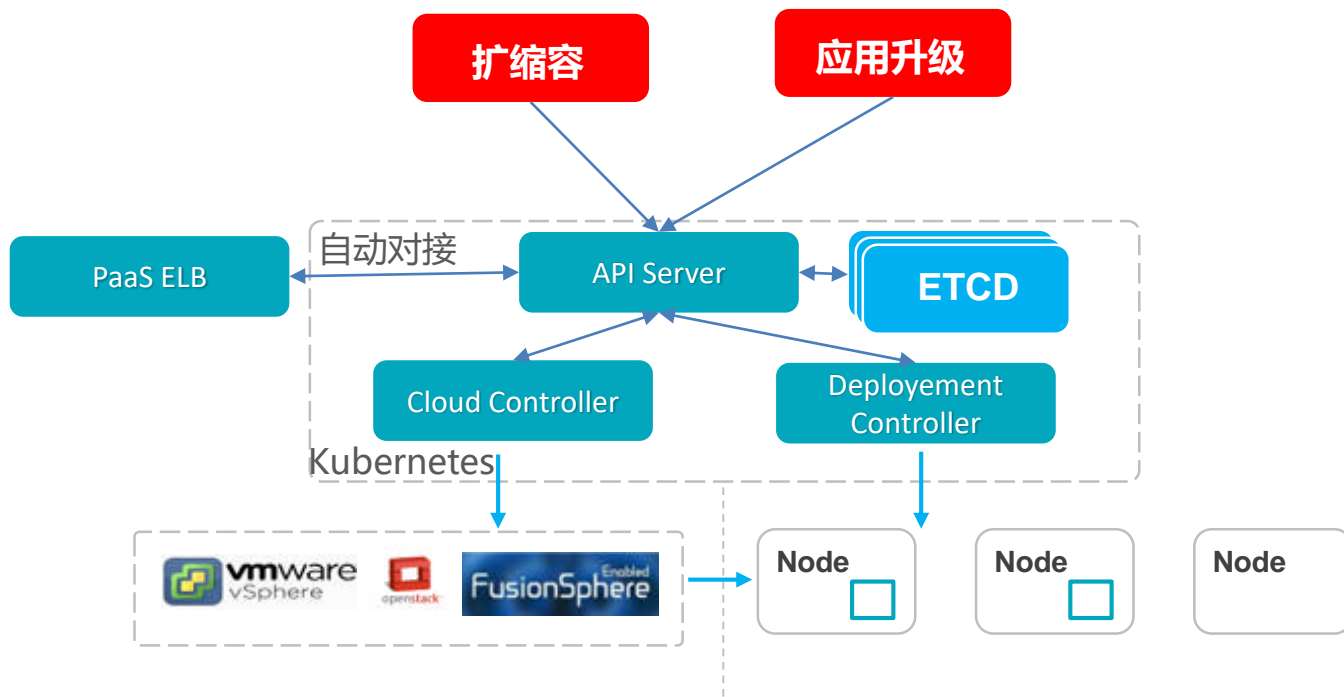 扩缩容
应用升级
自动对接
PaaS ELB
API Server
ETCD
Cloud Controller
Deployement
Controller
Kubernetes
vmware
vSphere
openstack
Enabled
FusionSphere
Node
Node
Node